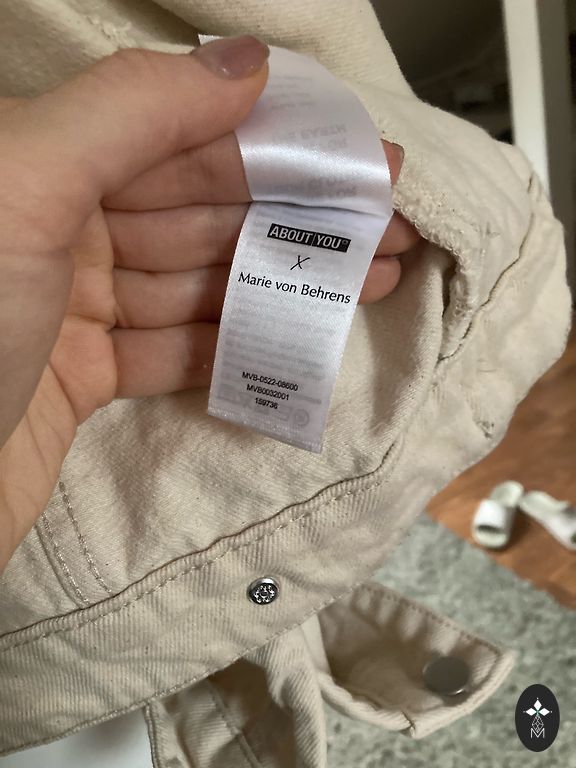 ABOUT|YOU
X
Marie von Behrens
MVB-0522-08600
MVB0032001
159736
M